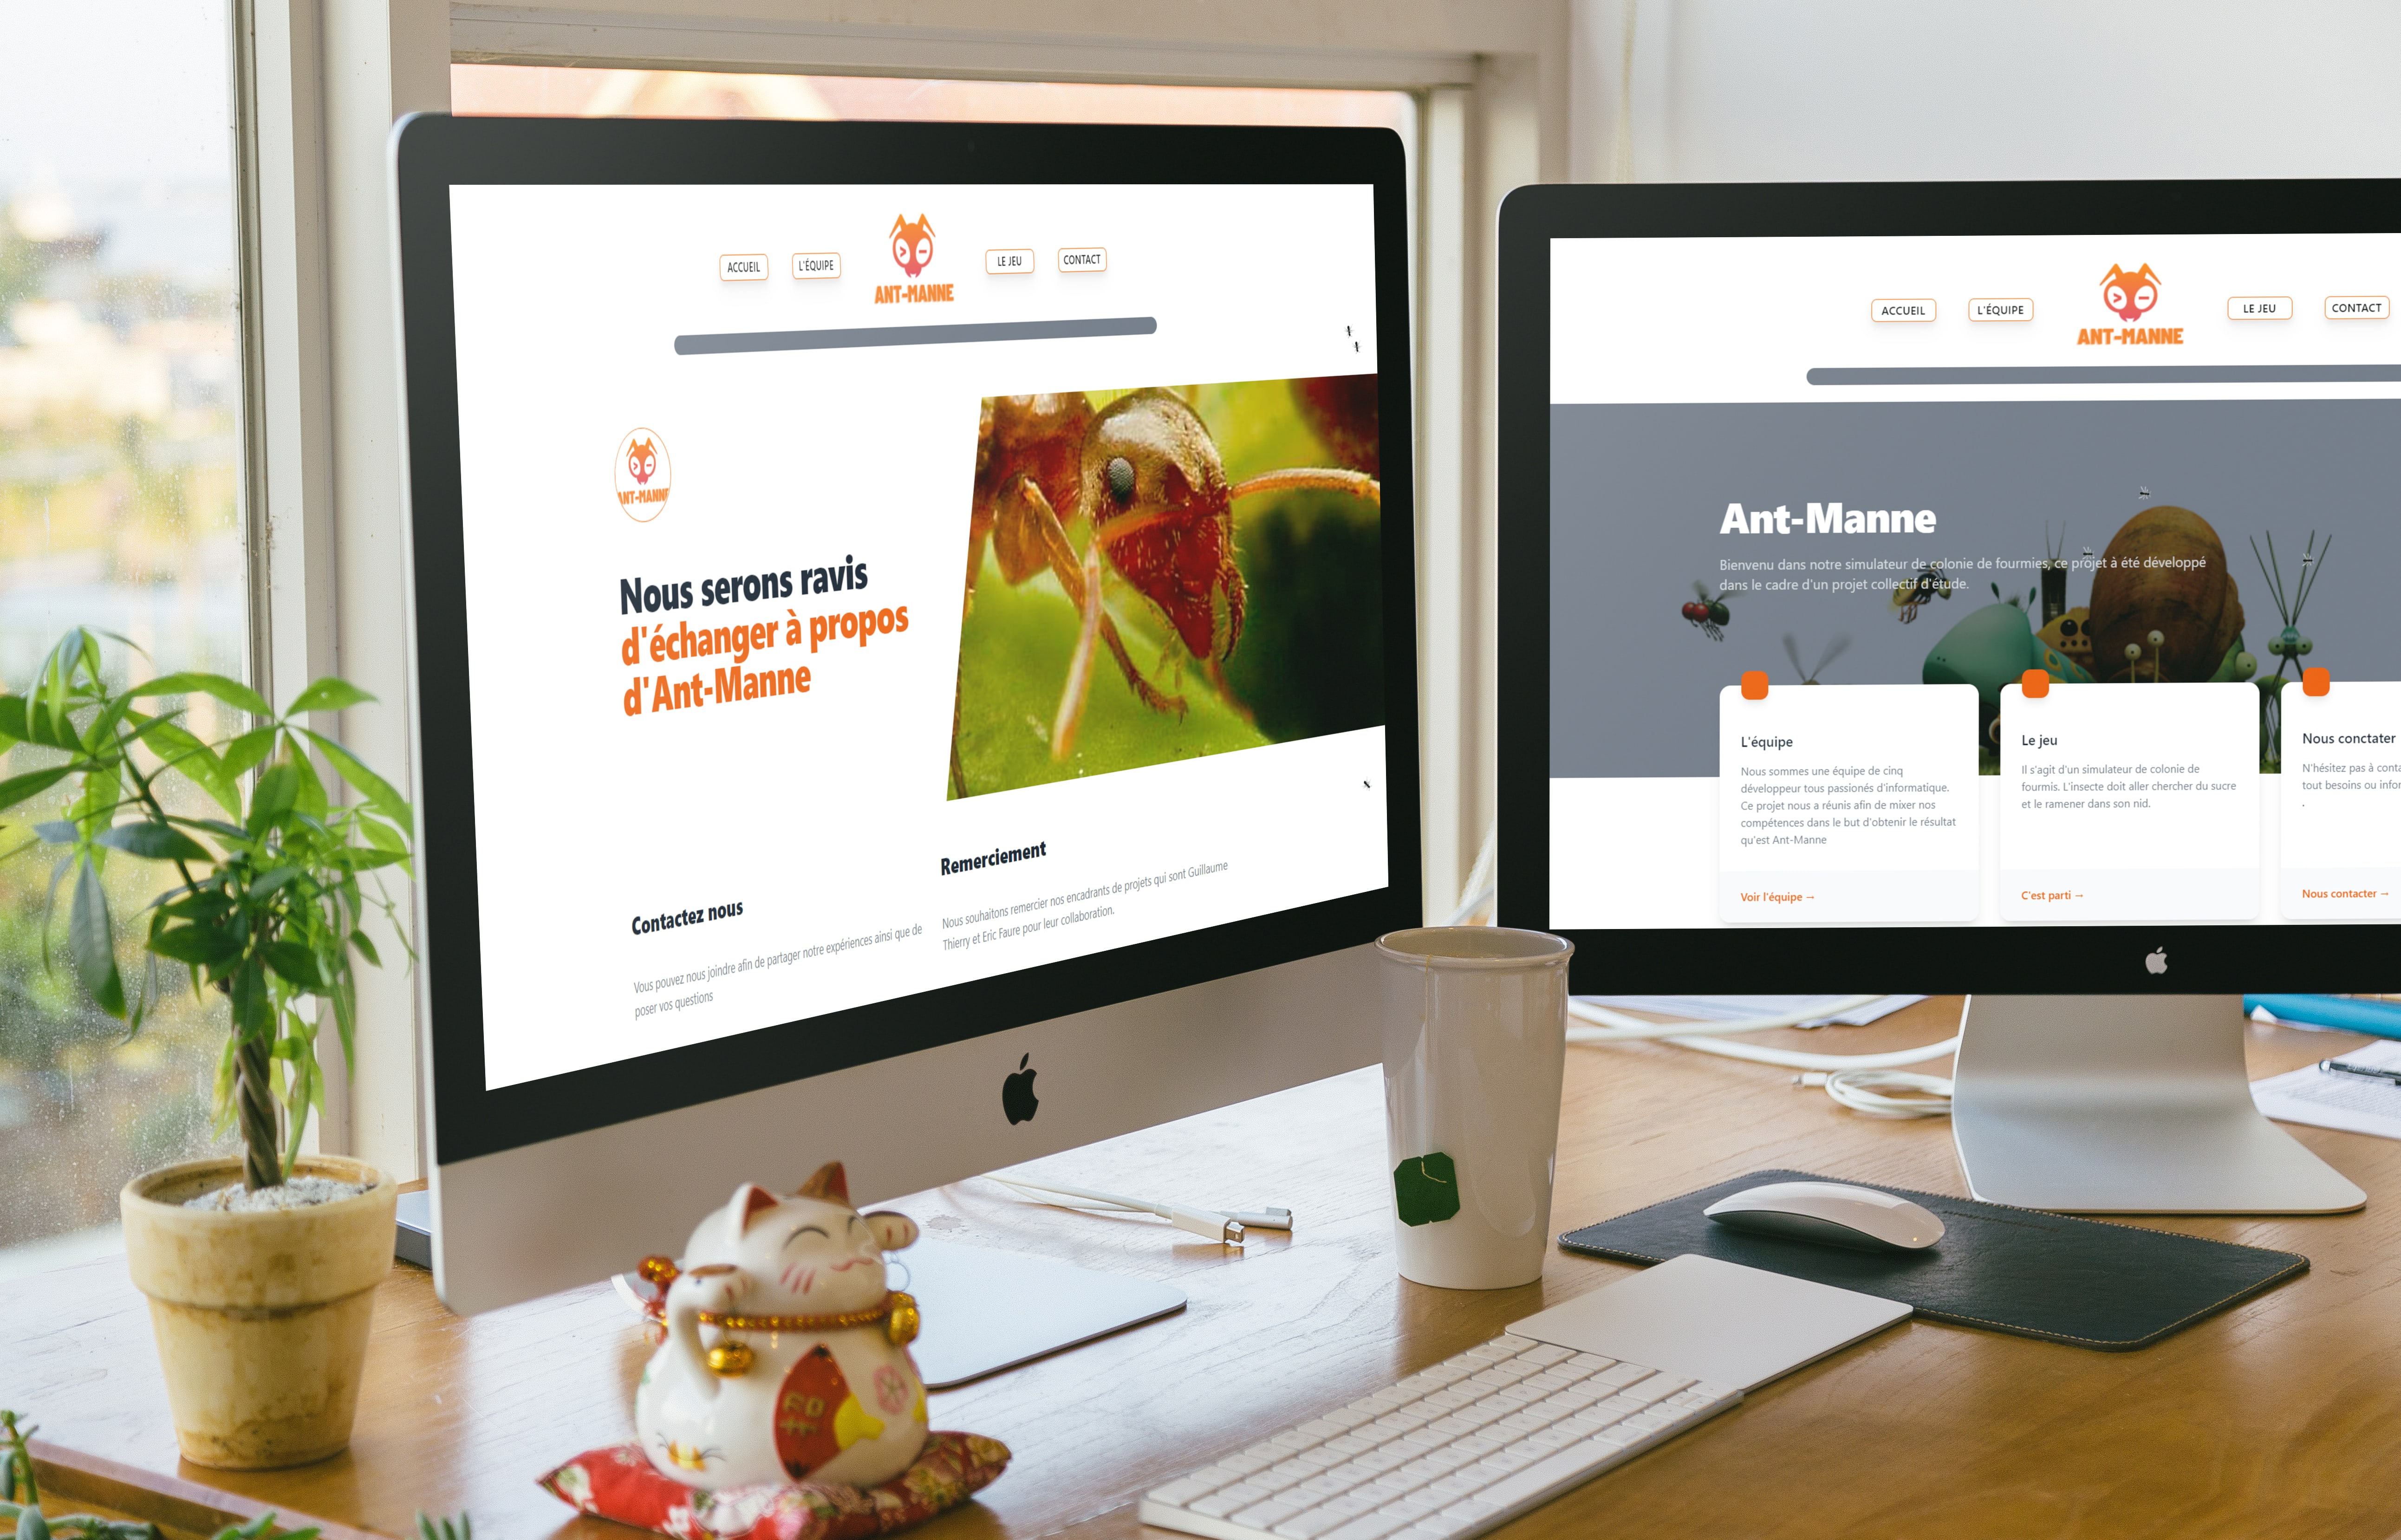 ACCUEIL
L'ÉQUIPE
ANT-MANNE
LE JEU
CONTACT
ANT-MANNE
Nous serons ravis
d'échanger à propos
d'Ant-Manne
Contactez nous
Vous pouvez nous joindre afin de partager notre expériences ainsi que de
poser vos questions
Remerciement
Nous souhaitons remercier nos encadrants de projets qui sont Guillaume
Thierry et Eric Faure pour leur collaboration.
ACCUEIL
L'ÉQUIPE
ANT-MANNE
LE JEU
CONTACT
Ant-Manne
Bienvenu dans notre simulateur de colonie de fourmies, ce projet à été développé
dans le cadre d'un projet collectif d'étude.
L'équipe
Nous sommes une équipe de cinq
développeur tous passionés d'informatique.
Ce projet nous a réunis afin de mixer nos
compétences dans le but d'obtenir le résultat
qu'est Ant-Manne
Voir l'équipe →
Le jeu
Il s'agit d'un simulateur de colonie de
fourmis. L'insecte doit aller chercher du sucre
et le ramener dans son nid.
C'est parti →
Nous conctater
N'hésitez pas à
tout besoins ou
.
Nous contacter →